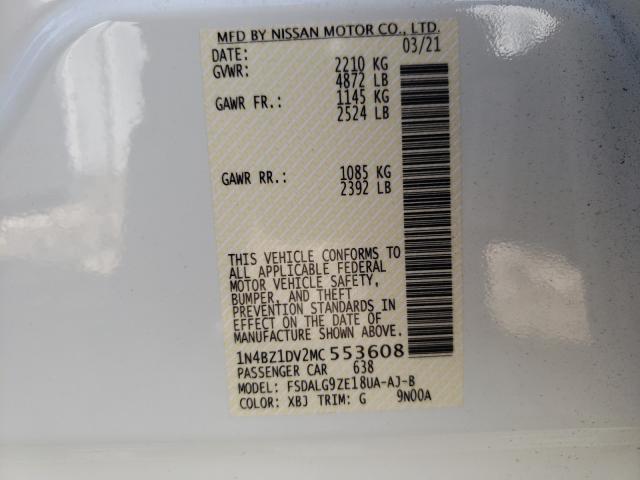 MFD BY NISSAN MOTOR CO., LTD.
DATE: 03/21
GVWR: 2210 KG
4872 LB
GAWR FR.: 1145 KG
2524 LB
GAWR RR.: 1085 KG
2392 LB
THIS VEHICLE CONFORMS TO
ALL APPLICABLE FEDERAL
MOTOR VEHICLE SAFETY,
BUMPER, AND THEFT
PREVENTION STANDARDS IN
EFFECT ON THE DATE OF
MANUFACTURE SHOWN ABOVE.
1N4BZ1DV2MC 553608
PASSENGER CAR 638
MODEL: FSDALG9ZE18UA-AJ-B
COLOR: XBJ TRIM: G 9N00A